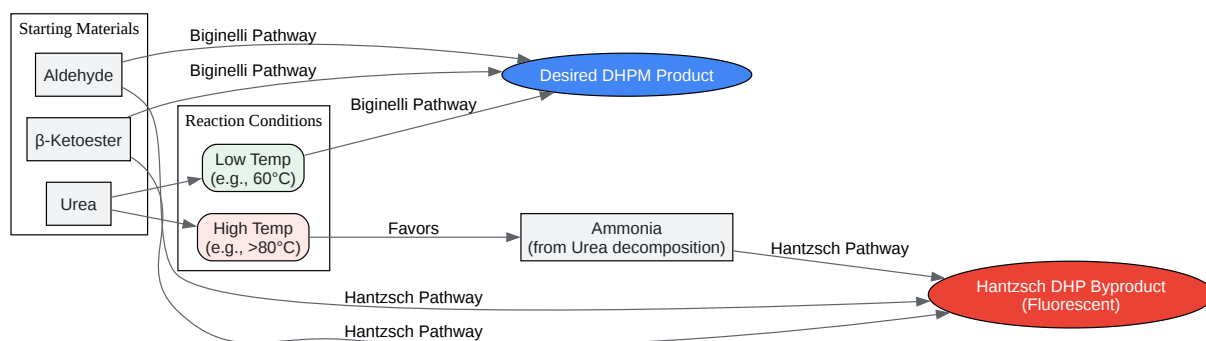 Starting Materials
Aldehyde
β-Ketoester
Urea
Reaction Conditions
Low Temp
(e.g., 60°C)
High Temp
(e.g., >80°C)
Biginelli Pathway
Biginelli Pathway
Biginelli Pathway
Desired DHPM Product
Favors
Ammonia
(from Urea decomposition)
Hantzsch Pathway
Hantzsch Pathway
Hantzsch Pathway
Hantzsch DHP Byproduct
(Fluorescent)